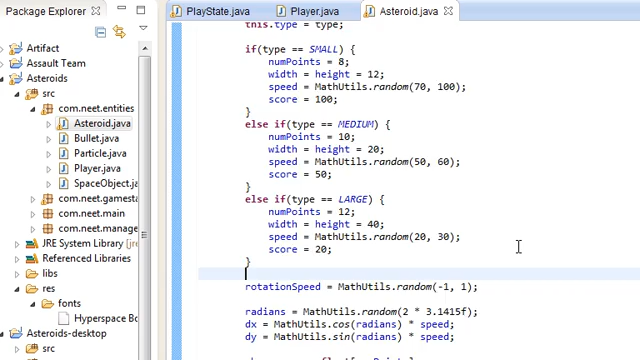 Package Explorer
PlayState.java
Player.java
Asteroid.java
Artifact
Assault Team
Asteroids
src
com.neet.entities
Asteroid.java
Bullet.java
Particle.java
Player.java
SpaceObject.java
com.neet.gamesta
com.neet.main
com.neet.manage
JRE System Library [jre
Referenced Libraries
libs
res
fonts
Hyperspace Bo
Asteroids-desktop
src
this.type = type;
if(type == SMALL) {
numPoints = 8;
width = height = 12;
speed = MathUtils.random(70, 100);
score = 100;
}
else if(type == MEDIUM) {
numPoints = 10;
width = height = 20;
speed = MathUtils.random(50, 60);
score = 50;
}
else if(type == LARGE) {
numPoints = 12;
width = height = 40;
speed = MathUtils.random(20, 30);
score = 20;
}
rotationSpeed = MathUtils.random(-1, 1);
radians = MathUtils.random(2 * 3.1415f);
dx = MathUtils.cos(radians) * speed;
dy = MathUtils.sin(radians) * speed;